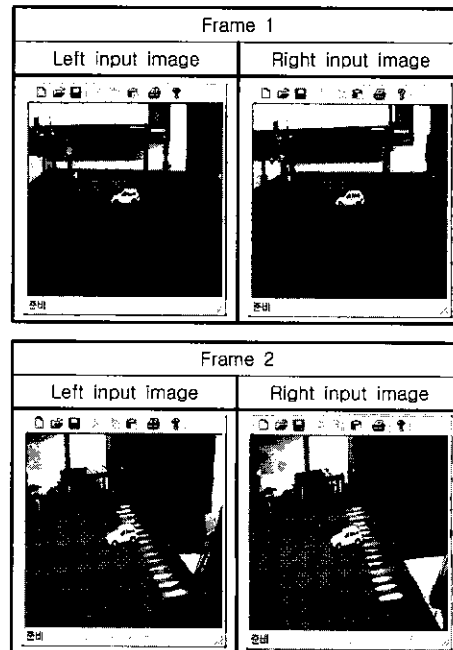 Frame 1
Left input image Right input image
준비 준비
Frame 2
Left input image Right input image
준비 준비